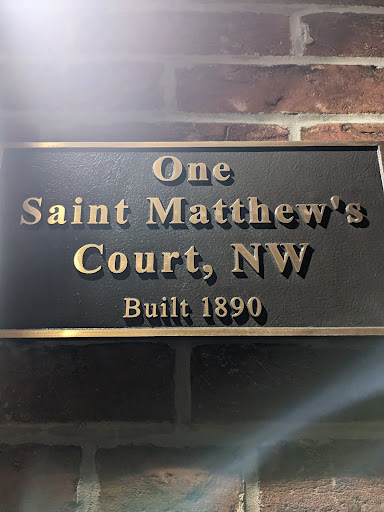 One
Saint Matthew's
Court, NW
Built 1890